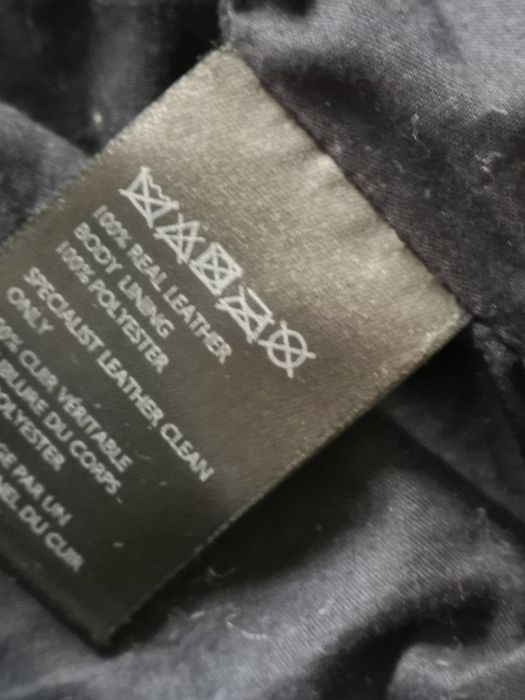 100% REAL LEATHER
BODY LINING
100% POLYESTER
SPECIALIST LEATHER CLEAN
ONLY
CUIR VÉRITABLE
BLURE DU CORPS
POLYESTER
PAR UN
DU CUIR